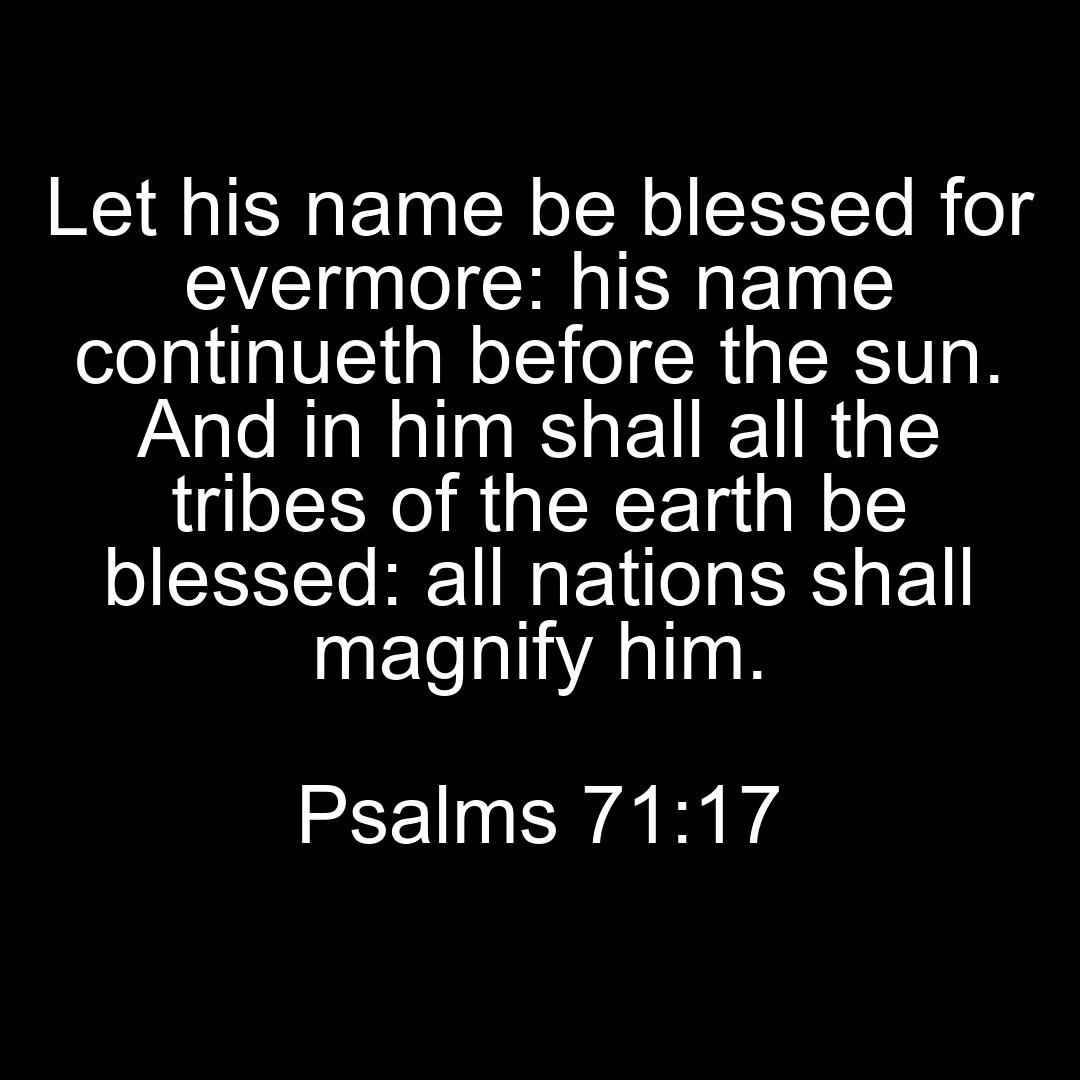 Let his name be blessed for
evermore: his name
continueth before the sun.
And in him shall all the
tribes of the earth be
blessed: all nations shall
magnify him.
Psalms 71:17